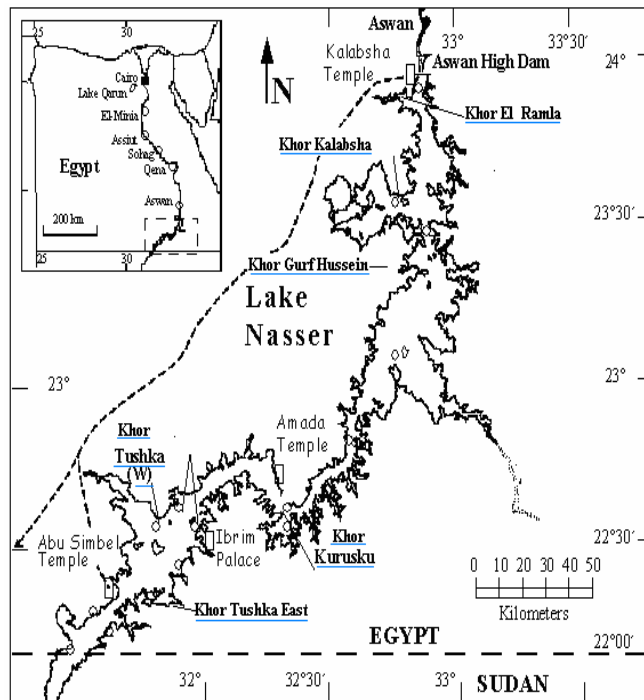 Aswan
33°
33° 30'
24°
Kalabsha
Temple
Aswan High Dam
N
Khor El Ramla
Khor Kalabsha
25
30
Cairo
Lake Qarun
El-Minia
Assiut
Sohag
Qena
Aswan
Egypt
200 km
25
30
23°30'
Khor Gurf Hussein
Lake
Nasser
23°
23°
Amada
Temple
Khor
Tushka
(W)
Abu Simbel
Temple
Ibrim
Palace
Khor
Kurusku
22°30'
0 10 20 30 40 50
Kilometers
Khor Tushka East
EGYPT
22°00'
32°
32°30'
33°
SUDAN